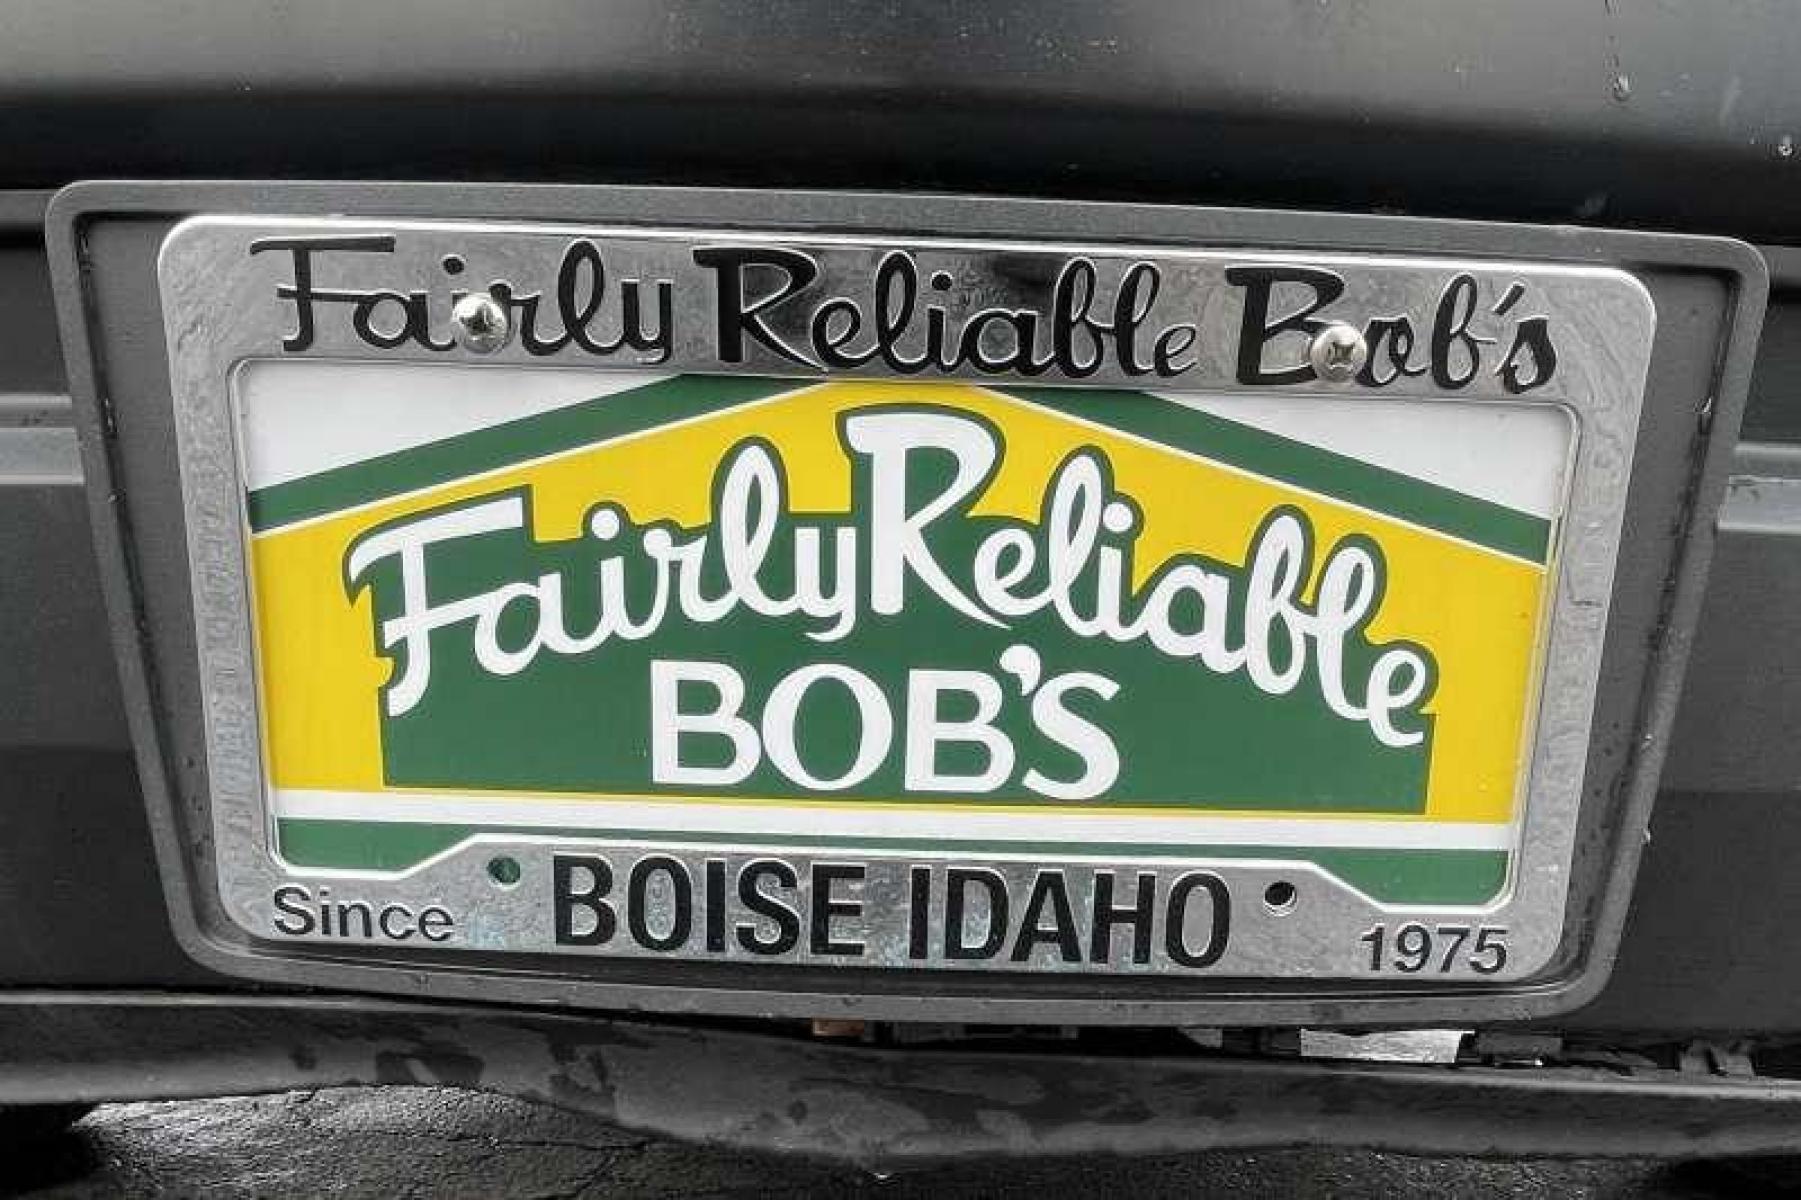 Fairly Reliable Bob's
Fairly Reliable
BOB'S
Since BOISE IDAHO 1975